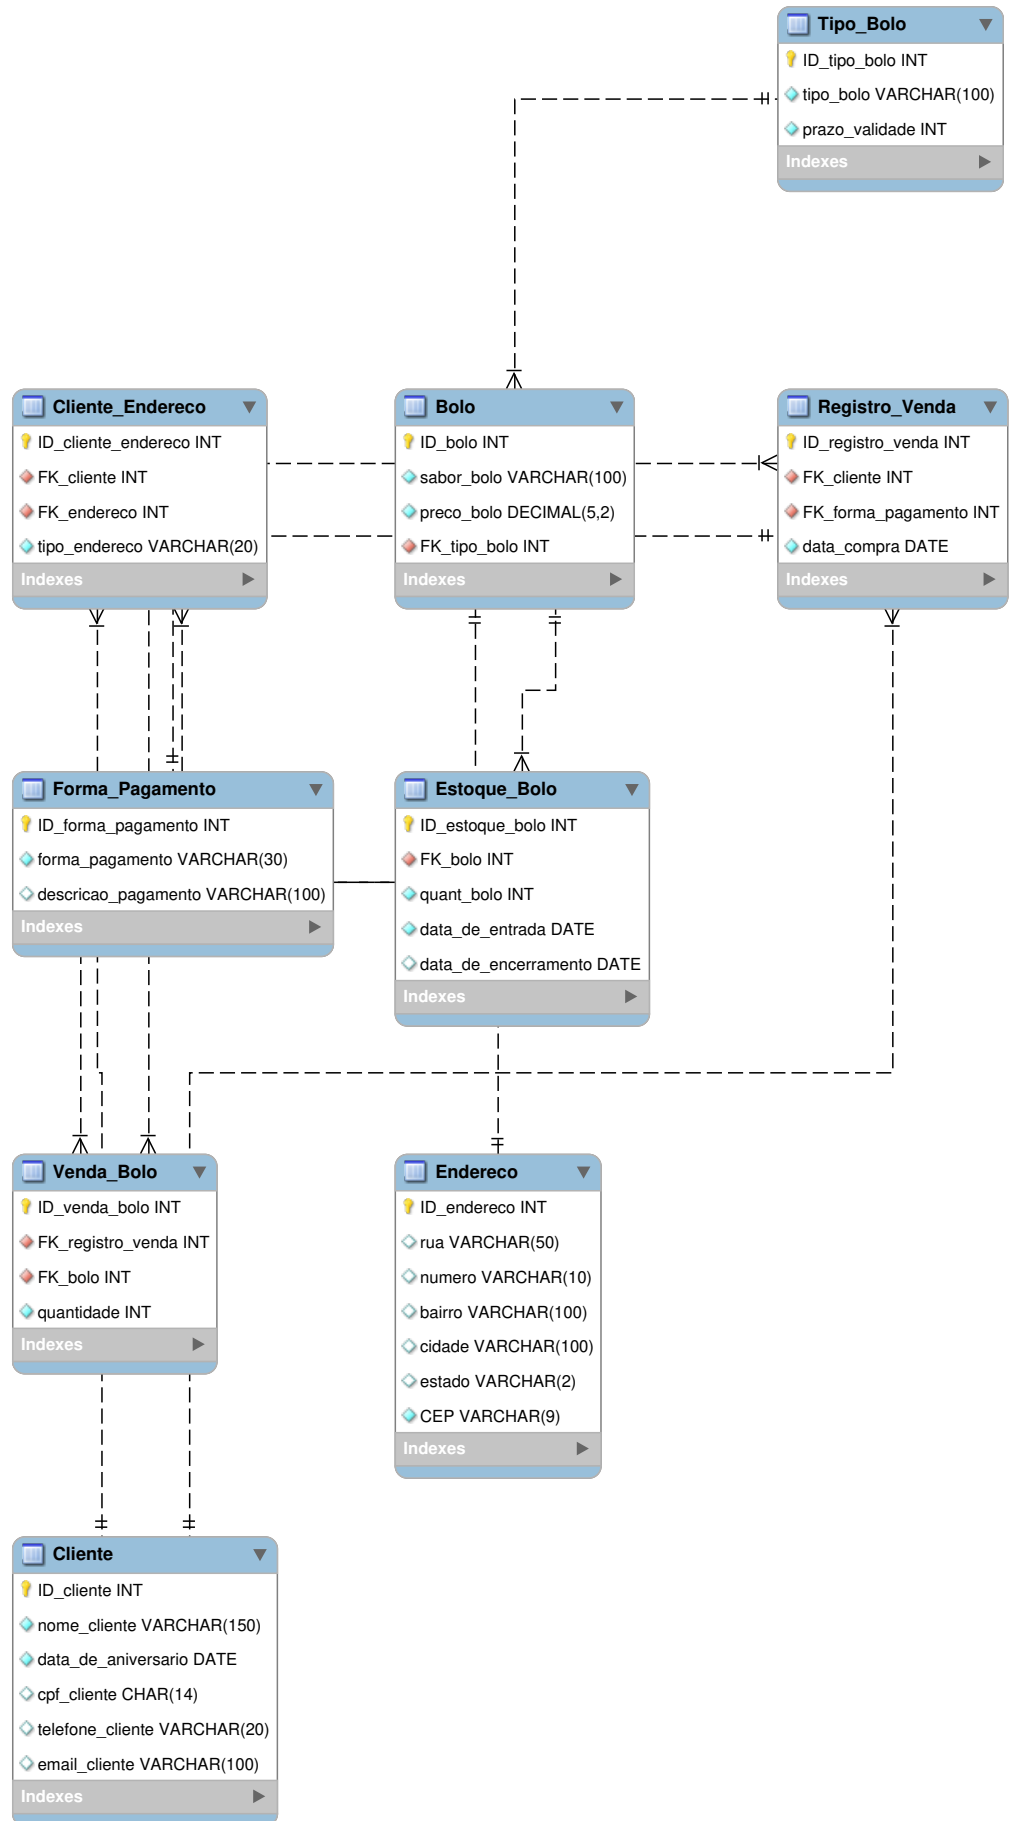 Tipo_Bolo
ID_tipo_bolo INT
tipo_bolo VARCHAR(100)
prazo_validade INT
Indexes
Cliente_Endereco
ID_cliente_endereco INT
FK_cliente INT
FK_endereco INT
tipo_endereco VARCHAR(20)
Indexes
Bolo
ID_bolo INT
sabor_bolo VARCHAR(100)
preco_bolo DECIMAL(5,2)
FK_tipo_bolo INT
Indexes
Registro_Venda
ID_registro_venda INT
FK_cliente INT
FK_forma_pagamento INT
data_compra DATE
Indexes
Forma_Pagamento
ID_forma_pagamento INT
forma_pagamento VARCHAR(30)
descricao_pagamento VARCHAR(100)
Indexes
Estoque_Bolo
ID_estoque_bolo INT
FK_bolo INT
quant_bolo INT
data_de_entrada DATE
data_de_encerramento DATE
Indexes
Venda_Bolo
ID_venda_bolo INT
FK_registro_venda INT
FK_bolo INT
quantidade INT
Indexes
Endereco
ID_endereco INT
rua VARCHAR(50)
numero VARCHAR(10)
bairro VARCHAR(100)
cidade VARCHAR(100)
estado VARCHAR(2)
CEP VARCHAR(9)
Indexes
Cliente
ID_cliente INT
nome_cliente VARCHAR(150)
data_de_aniversario DATE
cpf_cliente CHAR(14)
telefone_cliente VARCHAR(20)
email_cliente VARCHAR(100)
Indexes